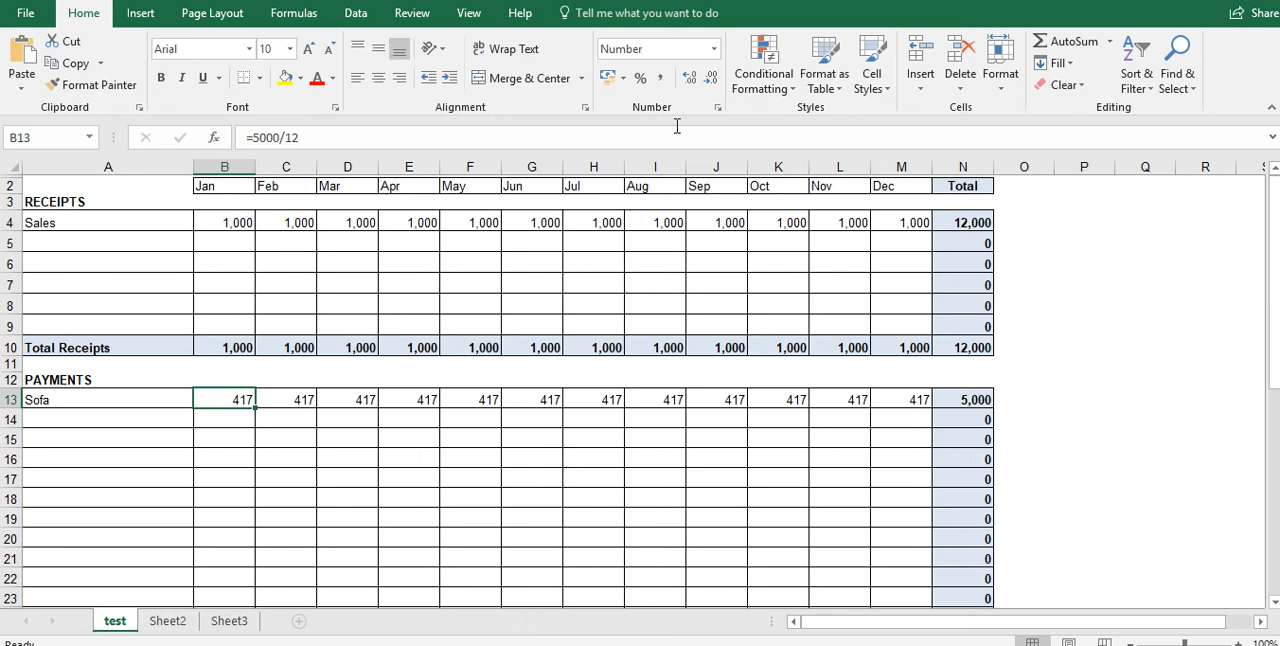 File Home Insert Page Layout Formulas Data Review View Help Tell me what you want to do Share
Paste Cut Copy Format Painter
Arial 10 B I U
Wrap Text Merge & Center
Number % ,
Conditional Formatting Format as Table Cell Styles
Insert Delete Format
AutoSum Fill Clear Sort & Filter Find & Select
Clipboard Font Alignment Number Styles Cells Editing
B13 fx =5000/12
A B C D E F G H I J K L M N O P Q R
2 Jan Feb Mar Apr May Jun Jul Aug Sep Oct Nov Dec Total
3 RECEIPTS
4 Sales 1,000 1,000 1,000 1,000 1,000 1,000 1,000 1,000 1,000 1,000 1,000 1,000 12,000
5 0
6 0
7 0
8 0
9 0
10 Total Receipts 1,000 1,000 1,000 1,000 1,000 1,000 1,000 1,000 1,000 1,000 1,000 1,000 12,000
11
12 PAYMENTS
13 Sofa 417 417 417 417 417 417 417 417 417 417 417 417 5,000
14 0
15 0
16 0
17 0
18 0
19 0
20 0
21 0
22 0
23 0
test Sheet2 Sheet3
Ready 100%